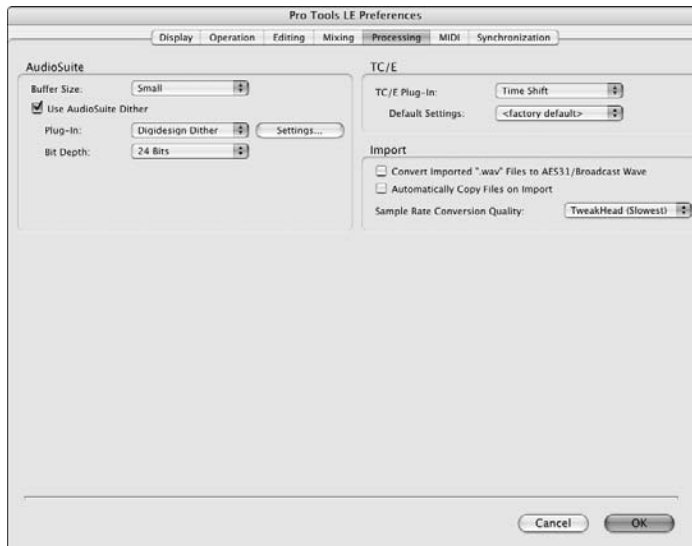 Pro Tools LE Preferences
Display Operation Editing Mixing Processing MIDI Synchronization
AudioSuite
Buffer Size: Small
Use AudioSuite Dither
Plug-In: Digidesign Dither Settings...
Bit Depth: 24 Bits
TC/E
TC/E Plug-In: Time Shift
Default Settings: <factory default>
Import
Convert Imported ".wav" Files to AES31/Broadcast Wave
Automatically Copy Files on Import
Sample Rate Conversion Quality: TweakHead (Slowest)
Cancel OK